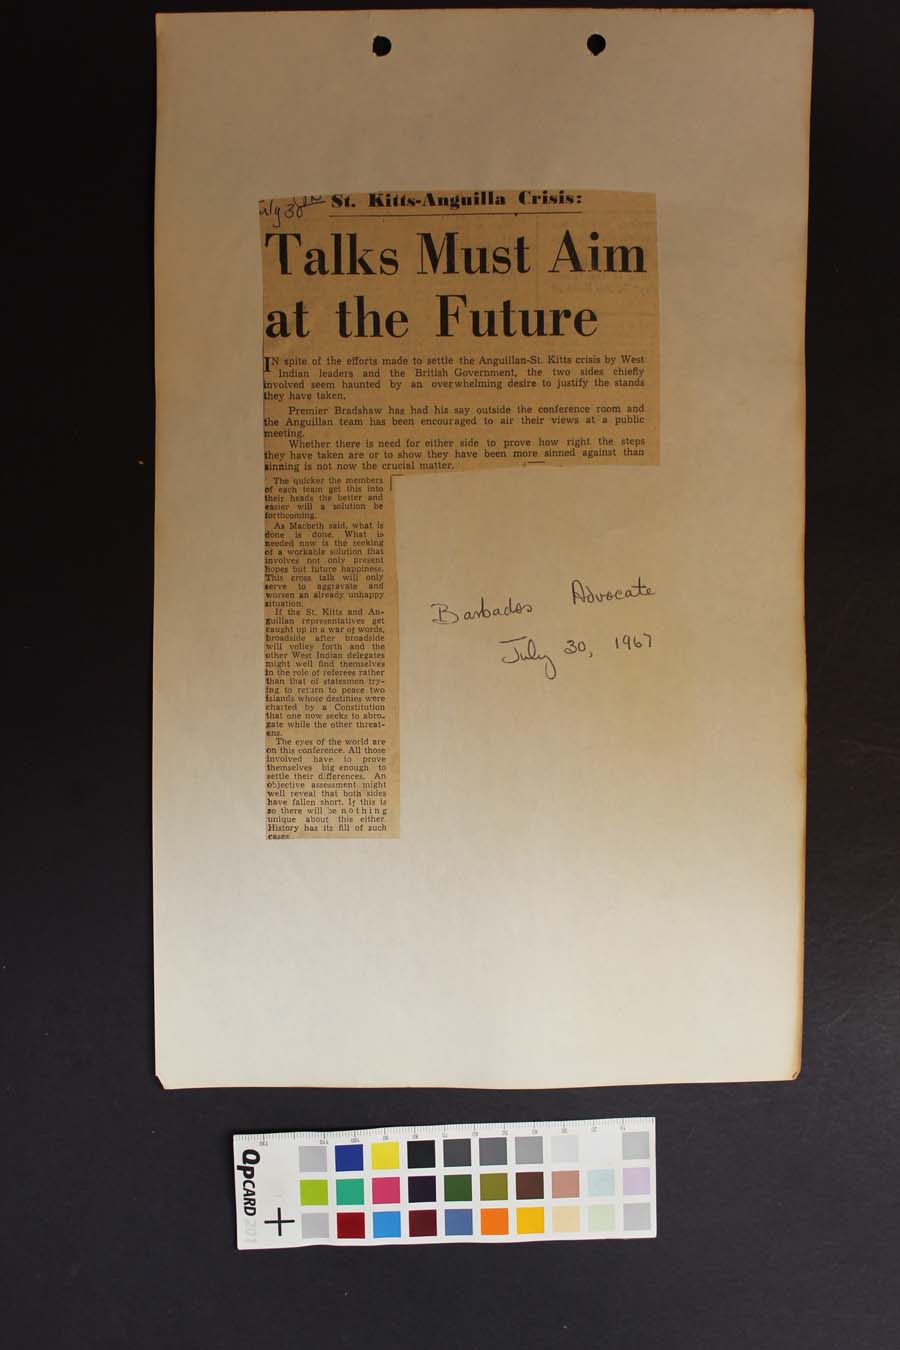 July 30th
St. Kitts-Anguilla Crisis:
Talks Must Aim
at the Future
IN spite of the efforts made to settle the Anguillan-St. Kitts crisis by West
Indian leaders and the British Government, the two sides chiefly
involved seem haunted by an overwhelming desire to justify the stands
they have taken.
Premier Bradshaw has had his say outside the conference room and
the Anguillan team has been encouraged to air their views at a public
meeting.
Whether there is need for either side to prove how right the steps
they have taken are or to show they have been more sinned against than
sinning is not now the crucial matter.
The quicker the members
of each team get this into
their heads the better and
easier will a solution be
forthcoming.
As Macbeth said, what is
done is done. What is
needed now is the seeking
of a workable solution that
involves not only present
hopes but future happiness.
This cross talk will only
serve to aggravate and
worsen an already unhappy
situation.
If the St. Kitts and An-
guillan representatives get
caught up in a war of words,
broadside after broadside
will volley forth and the
other West Indian delegates
might well find themselves
in the role of referees rather
than that of statesmen try-
ing to return to peace two
islands whose destinies were
charted by a Constitution
that one now seeks to abro-
gate while the other threat-
ens.
The eyes of the world are
on this conference. All those
involved have to prove
themselves big enough to
settle their differences. An
objective assessment might
well reveal that both sides
have fallen short. If this is
so there will be nothing
unique about this either.
History has its fill of such
cases
Barbados Advocate
July 30, 1967
QPCARD 201